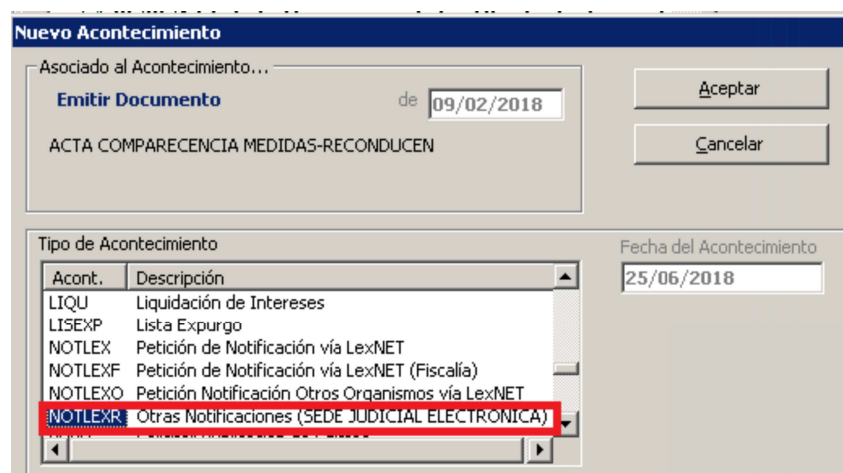 Nuevo Acontecimiento
Asociado al Acontecimiento...
Emitir Documento de 09/02/2018
ACTA COMPARECENCIA MEDIDAS-RECONDUCEN
Aceptar
Cancelar
Tipo de Acontecimiento
Fecha del Acontecimiento
25/06/2018
Acont. Descripción
LIQU Liquidación de Intereses
LISEXP Lista Expurgo
NOTLEX Petición de Notificación vía LexNET
NOTLEXF Petición de Notificación vía LexNET (Fiscalía)
NOTLEXO Petición Notificación Otros Organismos vía LexNET
NOTLEXR Otras Notificaciones (SEDE JUDICIAL ELECTRONICA)